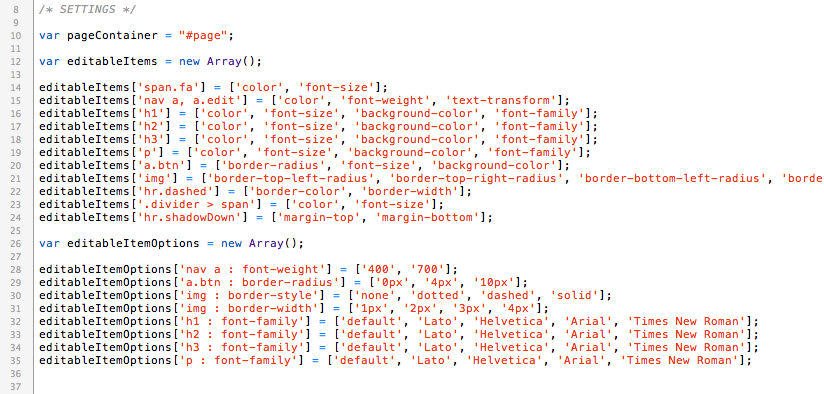 8 /* SETTINGS */
9
10 var pageContainer = "#page";
11
12 var editableItems = new Array();
13
14 editableItems['span.fa'] = ['color', 'font-size'];
15 editableItems['nav a, a.edit'] = ['color', 'font-weight', 'text-transform'];
16 editableItems['h1'] = ['color', 'font-size', 'background-color', 'font-family'];
17 editableItems['h2'] = ['color', 'font-size', 'background-color', 'font-family'];
18 editableItems['h3'] = ['color', 'font-size', 'background-color', 'font-family'];
19 editableItems['p'] = ['color', 'font-size', 'background-color', 'font-family'];
20 editableItems['a.btn'] = ['border-radius', 'font-size', 'background-color'];
21 editableItems['img'] = ['border-top-left-radius', 'border-top-right-radius', 'border-bottom-left-radius', 'borde
22 editableItems['hr.dashed'] = ['border-color', 'border-width'];
23 editableItems['.divider > span'] = ['color', 'font-size'];
24 editableItems['hr.shadowDown'] = ['margin-top', 'margin-bottom'];
25
26 var editableItemOptions = new Array();
27
28 editableItemOptions['nav a : font-weight'] = ['400', '700'];
29 editableItemOptions['a.btn : border-radius'] = ['0px', '4px', '10px'];
30 editableItemOptions['img : border-style'] = ['none', 'dotted', 'dashed', 'solid'];
31 editableItemOptions['img : border-width'] = ['1px', '2px', '3px', '4px'];
32 editableItemOptions['h1 : font-family'] = ['default', 'Lato', 'Helvetica', 'Arial', 'Times New Roman'];
33 editableItemOptions['h2 : font-family'] = ['default', 'Lato', 'Helvetica', 'Arial', 'Times New Roman'];
34 editableItemOptions['h3 : font-family'] = ['default', 'Lato', 'Helvetica', 'Arial', 'Times New Roman'];
35 editableItemOptions['p : font-family'] = ['default', 'Lato', 'Helvetica', 'Arial', 'Times New Roman'];
36
37